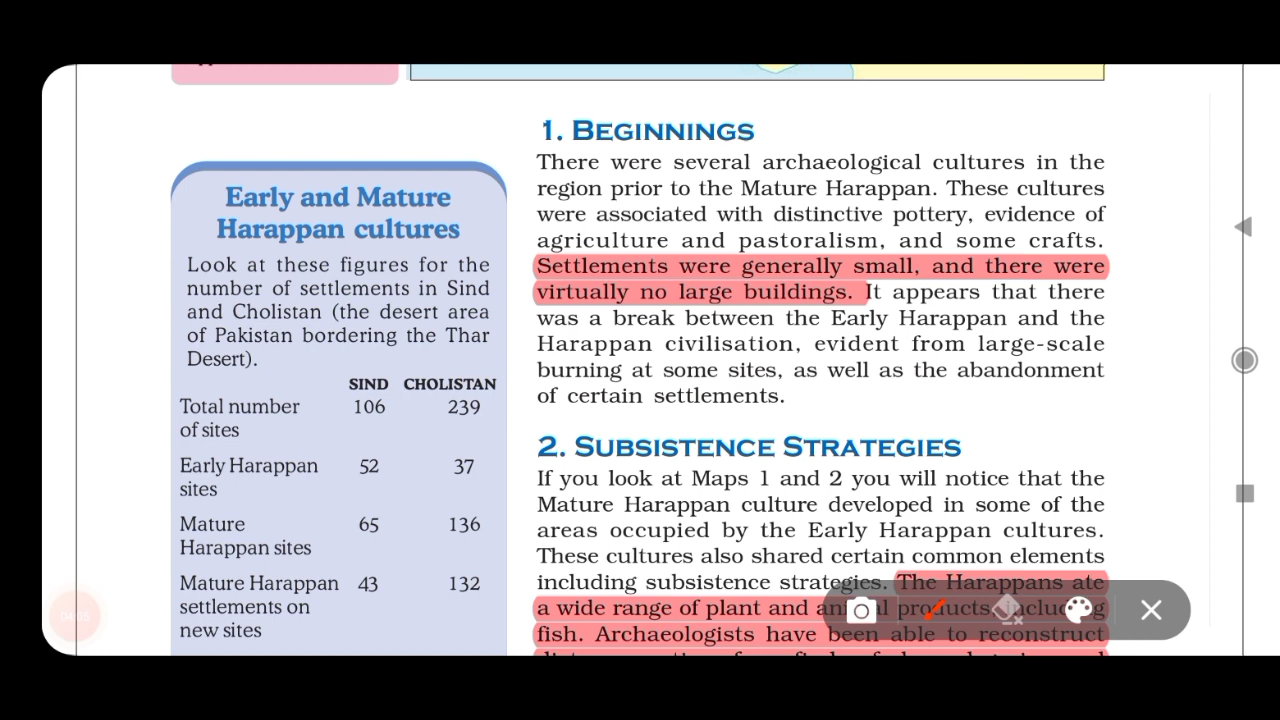 Early and Mature
Harappan cultures
Look at these figures for the
number of settlements in Sind
and Cholistan (the desert area
of Pakistan bordering the Thar
Desert).
SIND CHOLISTAN
Total number 106 239
of sites
Early Harappan 52 37
sites
Mature 65 136
Harappan sites
Mature Harappan 43 132
settlements on
new sites
1. BEGINNINGS
There were several archaeological cultures in the
region prior to the Mature Harappan. These cultures
were associated with distinctive pottery, evidence of
agriculture and pastoralism, and some crafts.
Settlements were generally small, and there were
virtually no large buildings. It appears that there
was a break between the Early Harappan and the
Harappan civilisation, evident from large-scale
burning at some sites, as well as the abandonment
of certain settlements.
2. SUBSISTENCE STRATEGIES
If you look at Maps 1 and 2 you will notice that the
Mature Harappan culture developed in some of the
areas occupied by the Early Harappan cultures.
These cultures also shared certain common elements
including subsistence strategies. The Harappans ate
a wide range of plant and animal products, including
fish. Archaeologists have been able to reconstruct
04:05